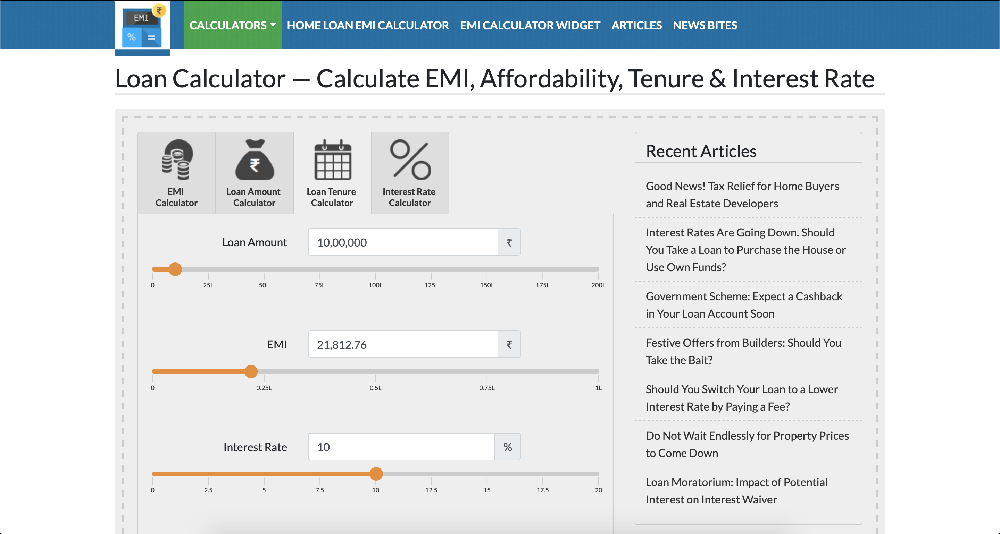 EMI ₹
% =
CALCULATORS HOME LOAN EMI CALCULATOR EMI CALCULATOR WIDGET ARTICLES NEWS BITES
Loan Calculator — Calculate EMI, Affordability, Tenure & Interest Rate
₹
EMI
Calculator
Loan Amount
Calculator
Loan Tenure
Calculator
Interest Rate
Calculator
Loan Amount 10,00,000 ₹
0 25L 50L 75L 100L 125L 150L 175L 200L
EMI 21,812.76 ₹
0 0.25L 0.5L 0.75L 1L
Interest Rate 10 %
0 2.5 5 7.5 10 12.5 15 17.5 20
Recent Articles
Good News! Tax Relief for Home Buyers
and Real Estate Developers
Interest Rates Are Going Down. Should
You Take a Loan to Purchase the House or
Use Own Funds?
Government Scheme: Expect a Cashback
in Your Loan Account Soon
Festive Offers from Builders: Should You
Take the Bait?
Should You Switch Your Loan to a Lower
Interest Rate by Paying a Fee?
Do Not Wait Endlessly for Property Prices
to Come Down
Loan Moratorium: Impact of Potential
Interest on Interest Waiver